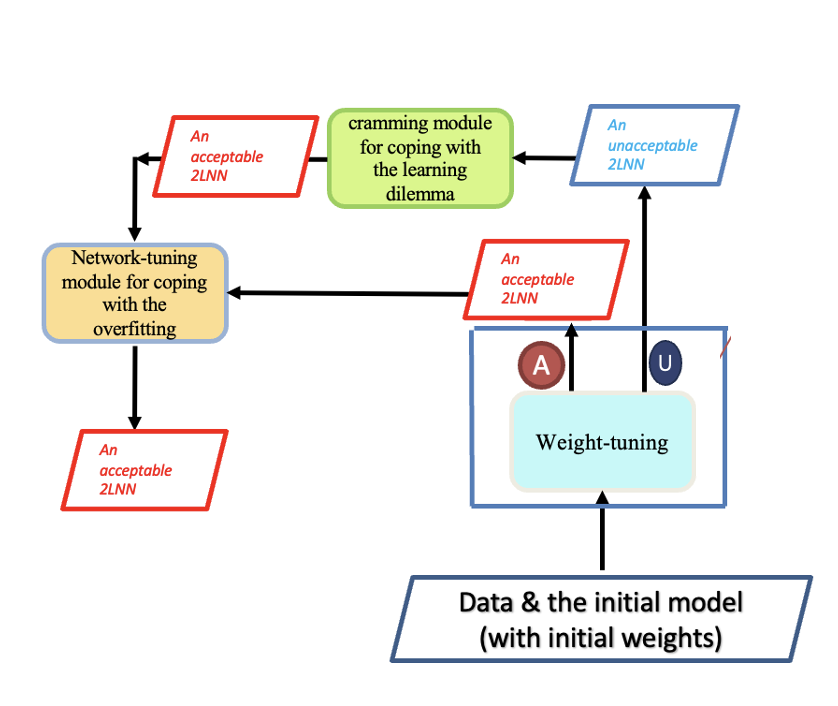 An
acceptable
2LNN
cramming module
for coping with
the learning
dilemma
An
unacceptable
2LNN
Network-tuning
module for coping
with the
overfitting
An
acceptable
2LNN
A
U
Weight-tuning
An
acceptable
2LNN
Data & the initial model
(with initial weights)